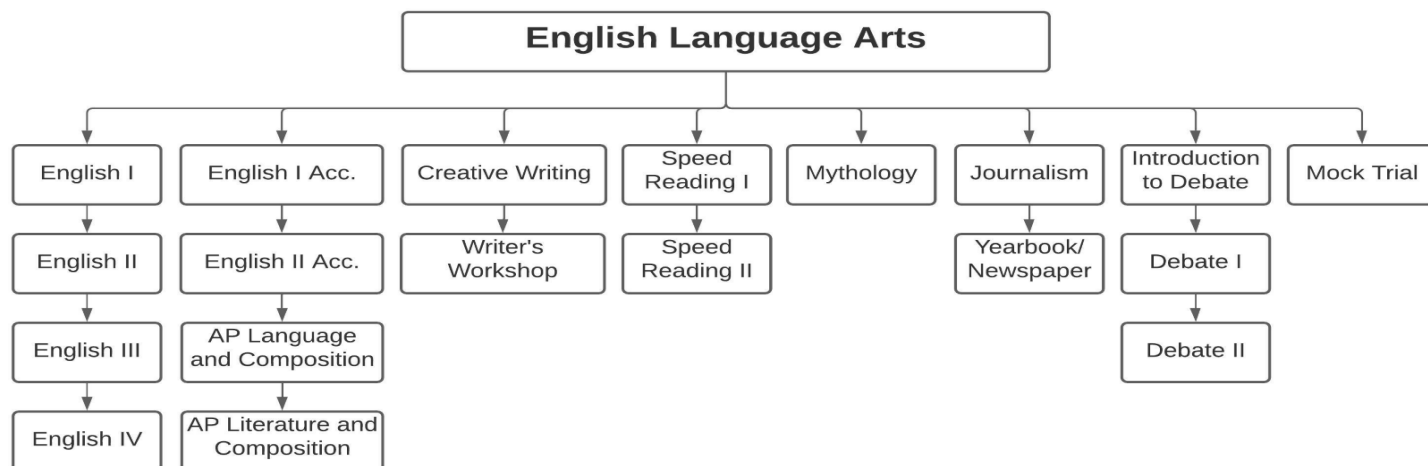 English Language Arts
English I
English I Acc.
Creative Writing
Speed
Reading I
Mythology
Journalism
Introduction
to Debate
Mock Trial
English II
English II Acc.
Writer's
Workshop
Speed
Reading II
Yearbook/
Newspaper
Debate I
English III
AP Language
and Composition
Debate II
English IV
AP Literature and
Composition